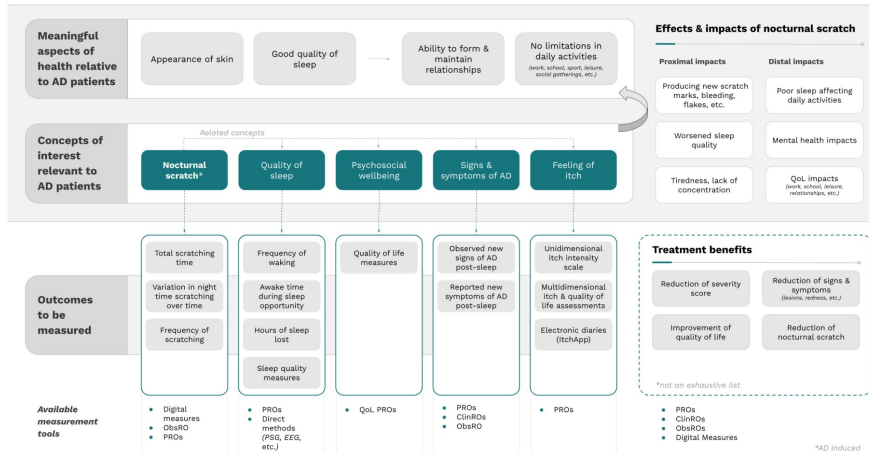 Meaningful
aspects of
health relative
to AD patients
Appearance of skin
Good quality of
sleep
Ability to form &
maintain
relationships
No limitations in
daily activities
(work, school, sport, leisure,
social gatherings, etc.)
Concepts of
interest
relevant to
AD patients
Related concepts
Nocturnal
scratch*
Quality of
sleep
Psychosocial
wellbeing
Signs &
symptoms of AD
Feeling of
itch
Effects & impacts of nocturnal scratch
Proximal impacts
Distal impacts
Producing new scratch
marks, bleeding,
flakes, etc.
Poor sleep affecting
daily activities
Worsened sleep
quality
Mental health impacts
Tiredness, lack of
concentration
QoL impacts
(work, school, leisure,
relationships, etc.)
Outcomes
to be
measured
Total scratching
time
Variation in night
time scratching
over time
Frequency of
scratching
Frequency of
waking
Awake time
during sleep
opportunity
Hours of sleep
lost
Sleep quality
measures
Quality of life
measures
Observed new
signs of AD
post-sleep
Reported new
symptoms of AD
post-sleep
Unidimensional
itch intensity
scale
Multidimensional
itch & quality of
life assessments
Electronic diaries
(ItchApp)
Treatment benefits
Reduction of severity
score
Reduction of signs &
symptoms
(lesions, redness, etc.)
Improvement of
quality of life
Reduction of
nocturnal scratch
*not an exhaustive list
Available
measurement
tools
• Digital
measures
• ObsRO
• PROs
• PROs
• Direct
methods
(PSG, EEG,
etc.)
• QoL PROs
• PROs
• ClinROs
• ObsRO
• PROs
• PROs
• ClinROs
• ObsROs
• Digital Measures
*AD induced